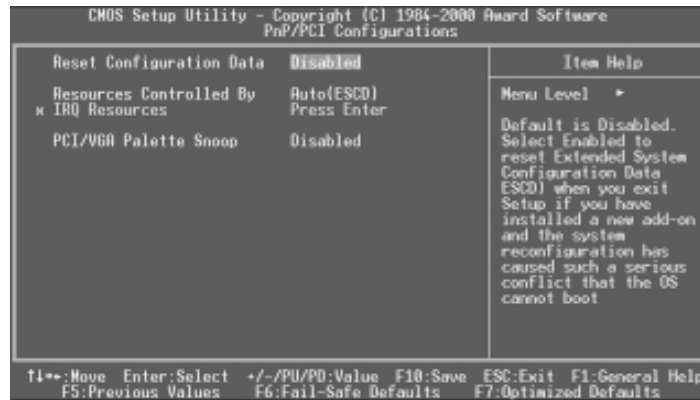 CMOS Setup Utility - Copyright (C) 1984-2000 Award Software
PnP/PCI Configurations
Reset Configuration Data Disabled
Resources Controlled By Auto(ESCD)
x IRQ Resources Press Enter
PCI/VGA Palette Snoop Disabled
Item Help
Menu Level ►
Default is Disabled.
Select Enabled to
reset Extended System
Configuration Data
ESCD) when you exit
Setup if you have
installed a new add-on
and the system
reconfiguration has
caused such a serious
conflict that the OS
cannot boot
↑↓→←:Move Enter:Select +/-/PU/PD:Value F10:Save ESC:Exit F1:General Help
F5:Previous Values F6:Fail-Safe Defaults F7:Optimized Defaults